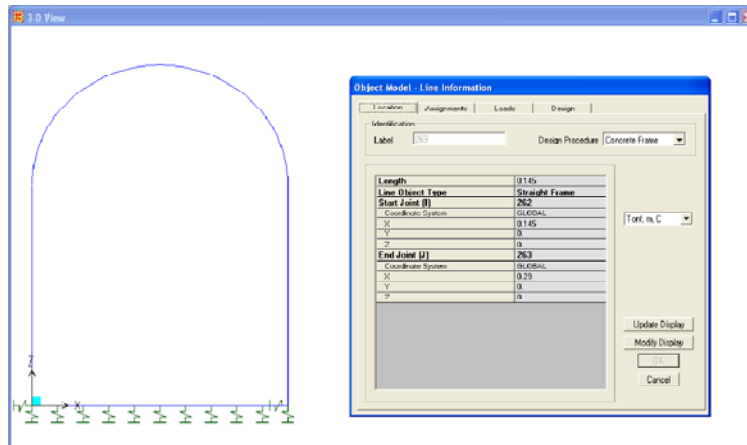 3-D View
Z
X
Object Model - Line Information
Location Assignments Loads Design
Identification
Label 263 Design Procedure Concrete Frame
Length 0.145
Line Object Type Straight Frame
Start Joint (I) 262
Coordinate System GLOBAL
X 0.145
Y 0.
Z 0.
End Joint (J) 263
Coordinate System GLOBAL
X 0.29
Y 0.
Z 0.
Tonf, m, C
Update Display
Modify Display
OK
Cancel